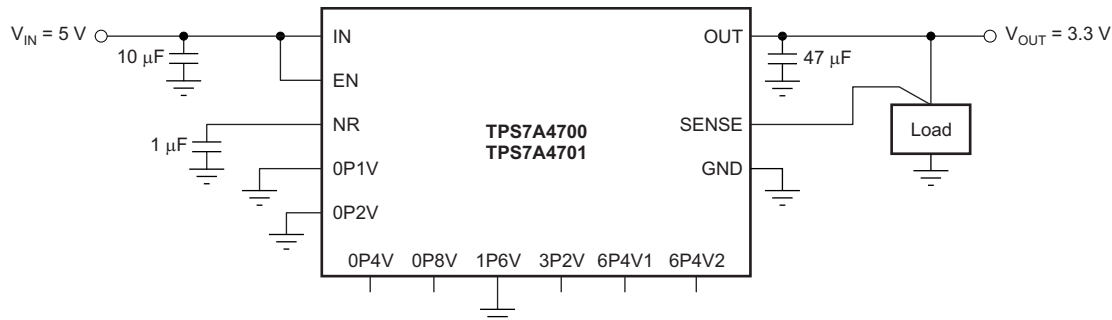 V_IN = 5 V
10 μF
IN
EN
NR
1 μF
0P1V
0P2V
TPS7A4700
TPS7A4701
OUT
47 μF
V_OUT = 3.3 V
SENSE
Load
GND
0P4V 0P8V 1P6V 3P2V 6P4V1 6P4V2